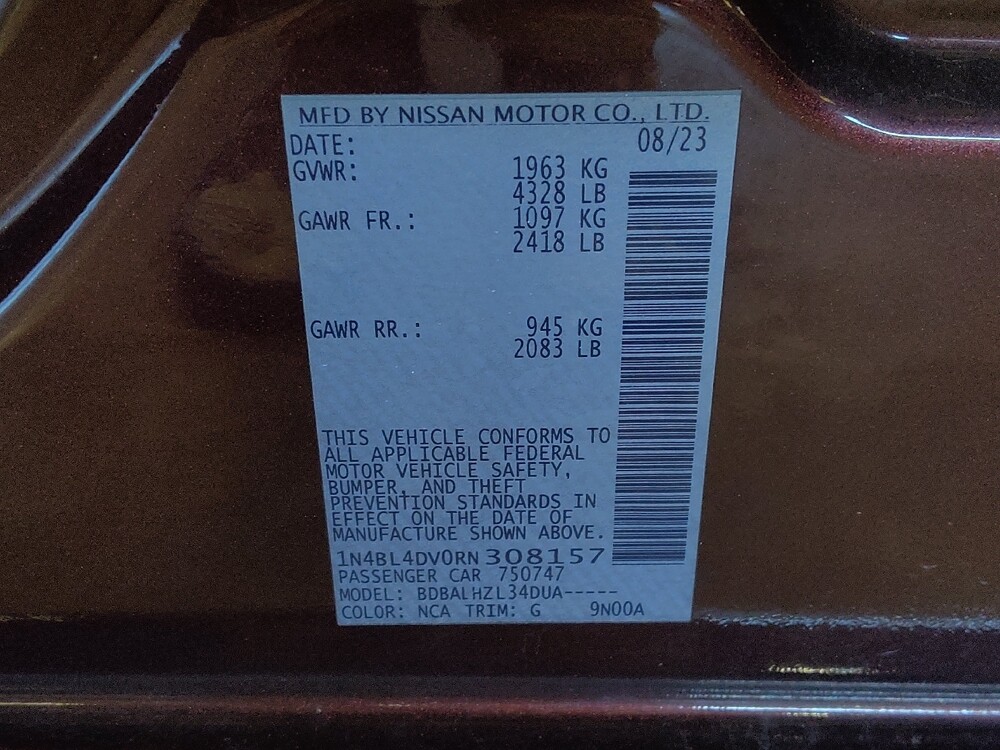 MFD BY NISSAN MOTOR CO., LTD.
DATE: 08/23
GVWR: 1963 KG
4328 LB
GAWR FR.: 1097 KG
2418 LB
GAWR RR.: 945 KG
2083 LB
THIS VEHICLE CONFORMS TO
ALL APPLICABLE FEDERAL
MOTOR VEHICLE SAFETY,
BUMPER, AND THEFT
PREVENTION STANDARDS IN
EFFECT ON THE DATE OF
MANUFACTURE SHOWN ABOVE.
1N4BL4DV0RN308157
PASSENGER CAR 750747
MODEL: BDBALHZL34DUA-----
COLOR: NCA TRIM: G 9N00A